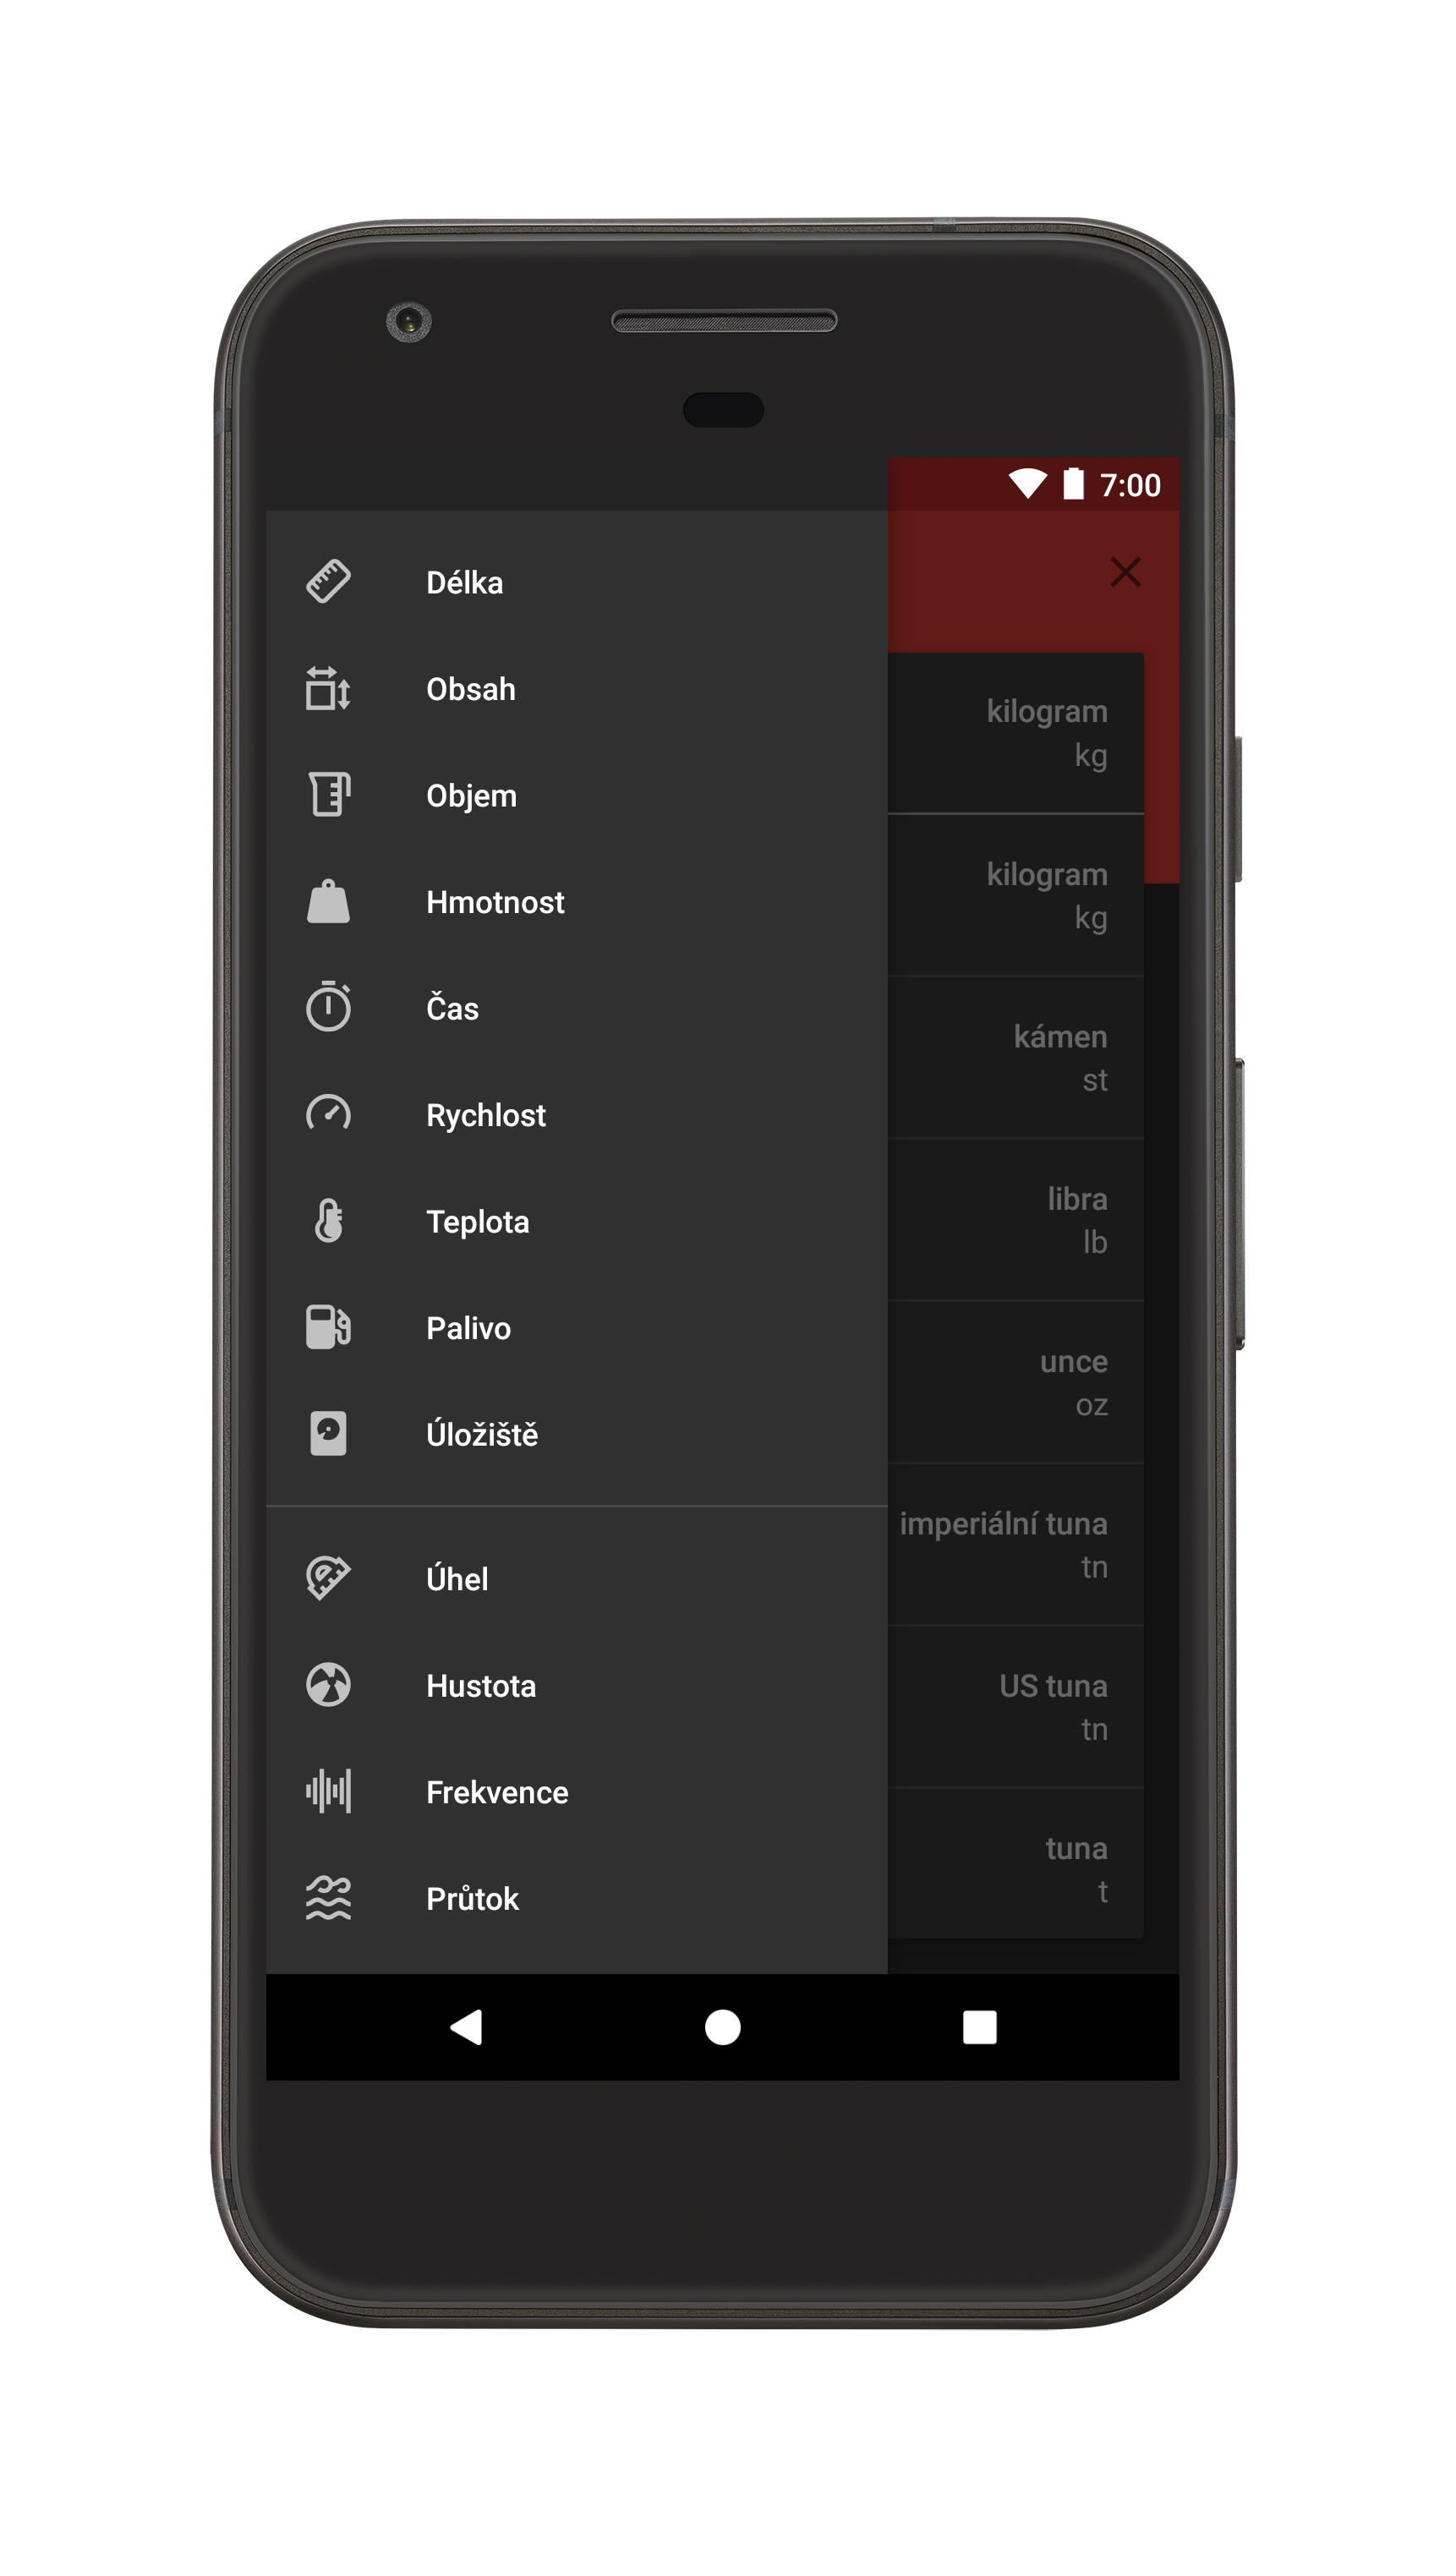 7:00
Délka
Obsah
Objem
Hmotnost
Čas
Rychlost
Teplota
Palivo
Úložiště
Úhel
Hustota
Frekvence
Průtok
kilogram
kg
kilogram
kg
kámen
st
libra
lb
unce
oz
imperiální tuna
tn
US tuna
tn
tuna
t